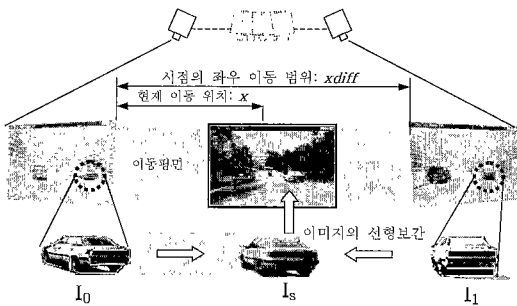 시점의 좌우 이동 범위: xdiff
현재 이동 위치: x
이동평면
이미지의 선형보간
I₀
Iₛ
I₁